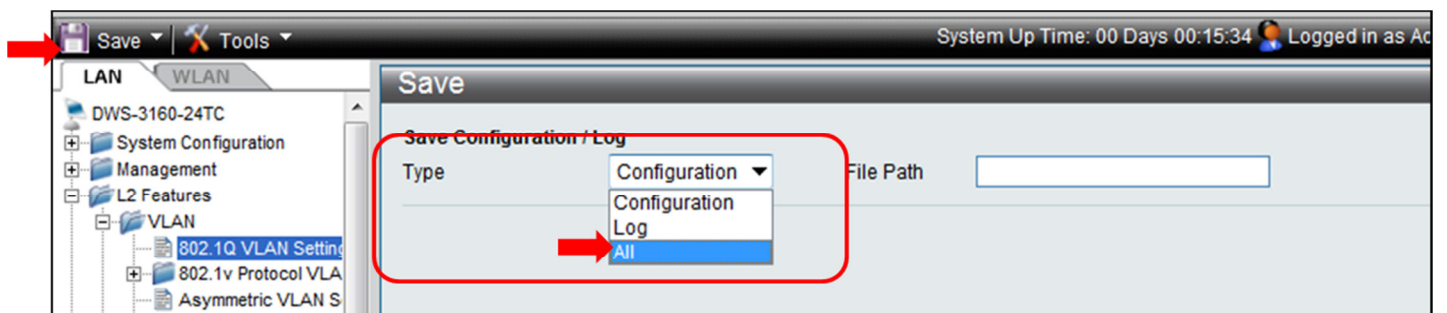 Save Tools System Up Time: 00 Days 00:15:34 Logged in as Ad
LAN WLAN
Save
DWS-3160-24TC
Save Configuration / Log
System Configuration
Management
Type Configuration File Path
L2 Features
Configuration
VLAN
Log
802.1Q VLAN Setting
All
802.1v Protocol VLA
Asymmetric VLAN S